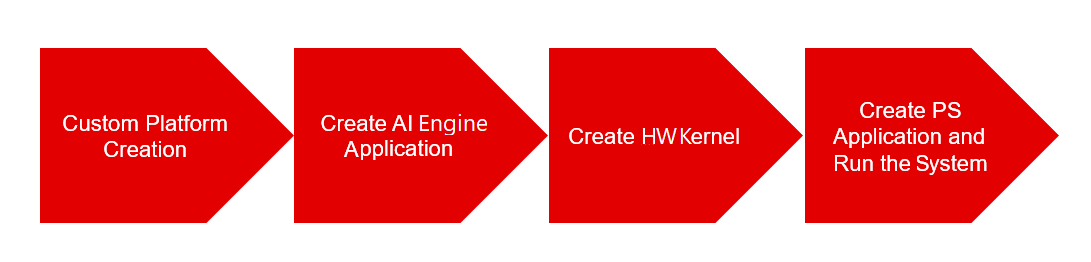 Custom Platform
Creation
Create AI Engine
Application
Create HW Kernel
Create PS
Application and
Run the System